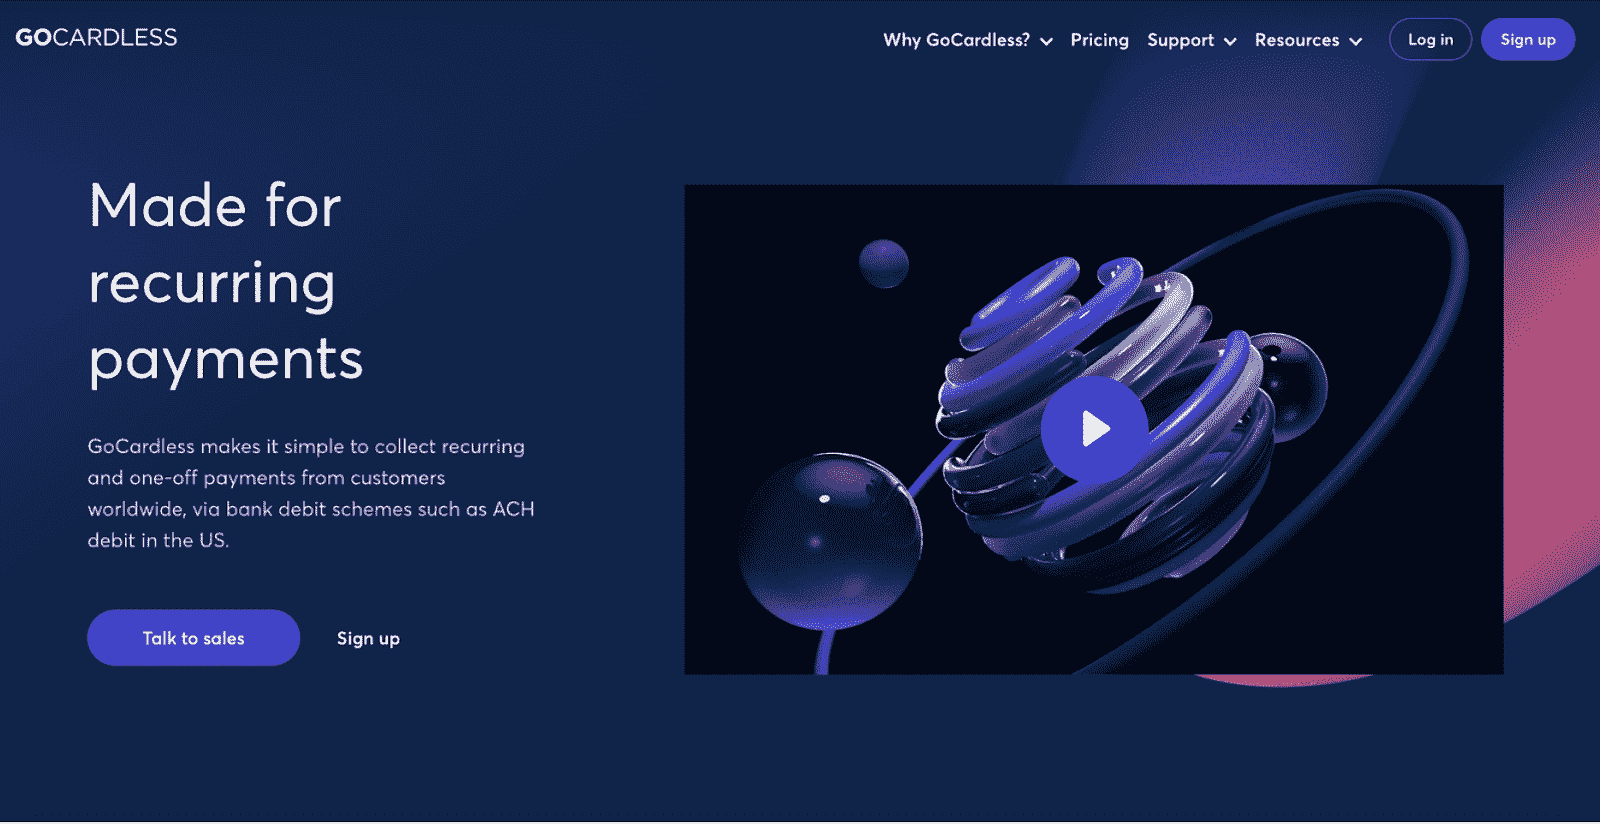 GOCARDLESS
Why GoCardless? Pricing Support Resources Log in Sign up
Made for
recurring
payments
GoCardless makes it simple to collect recurring
and one-off payments from customers
worldwide, via bank debit schemes such as ACH
debit in the US.
Talk to sales Sign up